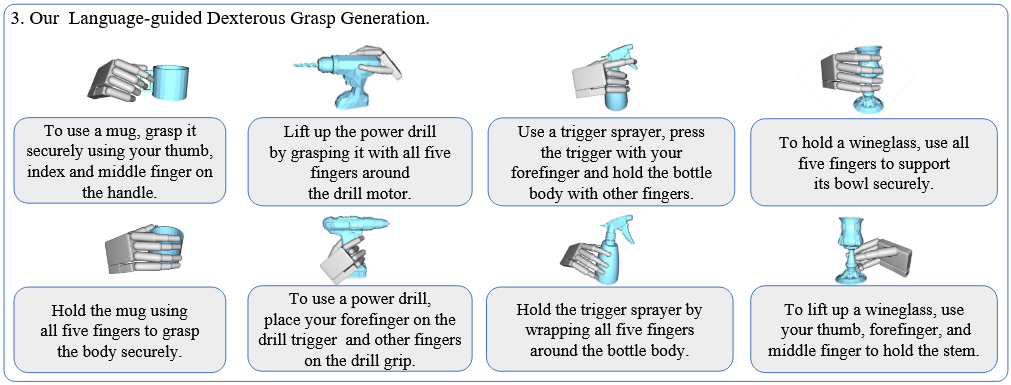 3. Our Language-guided Dexterous Grasp Generation.
To use a mug, grasp it
securely using your thumb,
index and middle finger on
the handle.
Lift up the power drill
by grasping it with all five
fingers around
the drill motor.
Use a trigger sprayer, press
the trigger with your
forefinger and hold the bottle
body with other fingers.
To hold a wineglass, use all
five fingers to support
its bowl securely.
Hold the mug using
all five fingers to grasp
the body securely.
To use a power drill,
place your forefinger on the
drill trigger and other fingers
on the drill grip.
Hold the trigger sprayer by
wrapping all five fingers
around the bottle body.
To lift up a wineglass, use
your thumb, forefinger, and
middle finger to hold the stem.